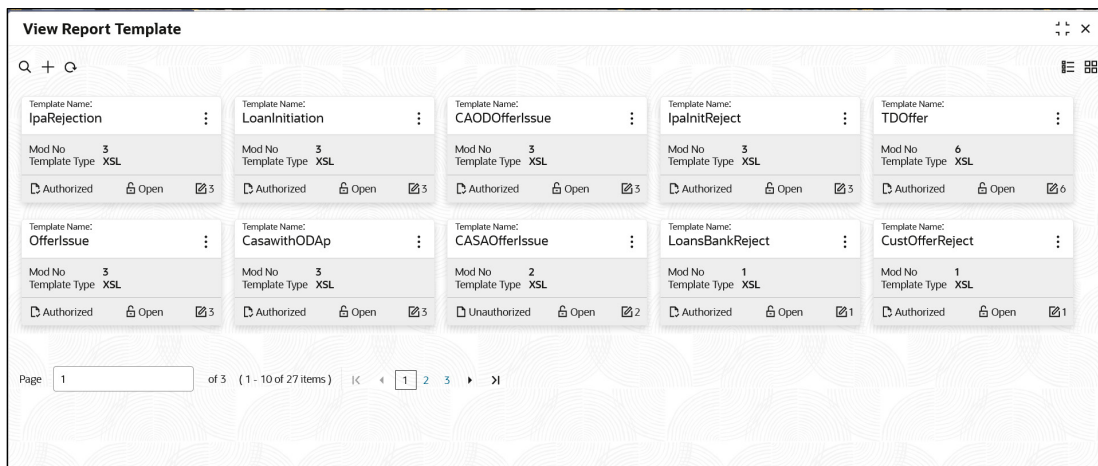 View Report Template
Template Name: Template Name: Template Name: Template Name: Template Name:
IpaRejection LoanInitiation CAODOfferIssue IpaInitReject TDOffer
Mod No 3 Mod No 3 Mod No 3 Mod No 3 Mod No 6
Template Type XSL Template Type XSL Template Type XSL Template Type XSL Template Type XSL
Authorized Open 3 Authorized Open 3 Authorized Open 3 Authorized Open 3 Authorized Open 6
Template Name: Template Name: Template Name: Template Name: Template Name:
OfferIssue CasawithODAp CASAOfferIssue LoansBankReject CustOfferReject
Mod No 3 Mod No 3 Mod No 2 Mod No 1 Mod No 1
Template Type XSL Template Type XSL Template Type XSL Template Type XSL Template Type XSL
Authorized Open 3 Authorized Open 3 Unauthorized Open 2 Authorized Open 1 Authorized Open 1
Page 1 of 3 ( 1 - 10 of 27 items ) 1 2 3